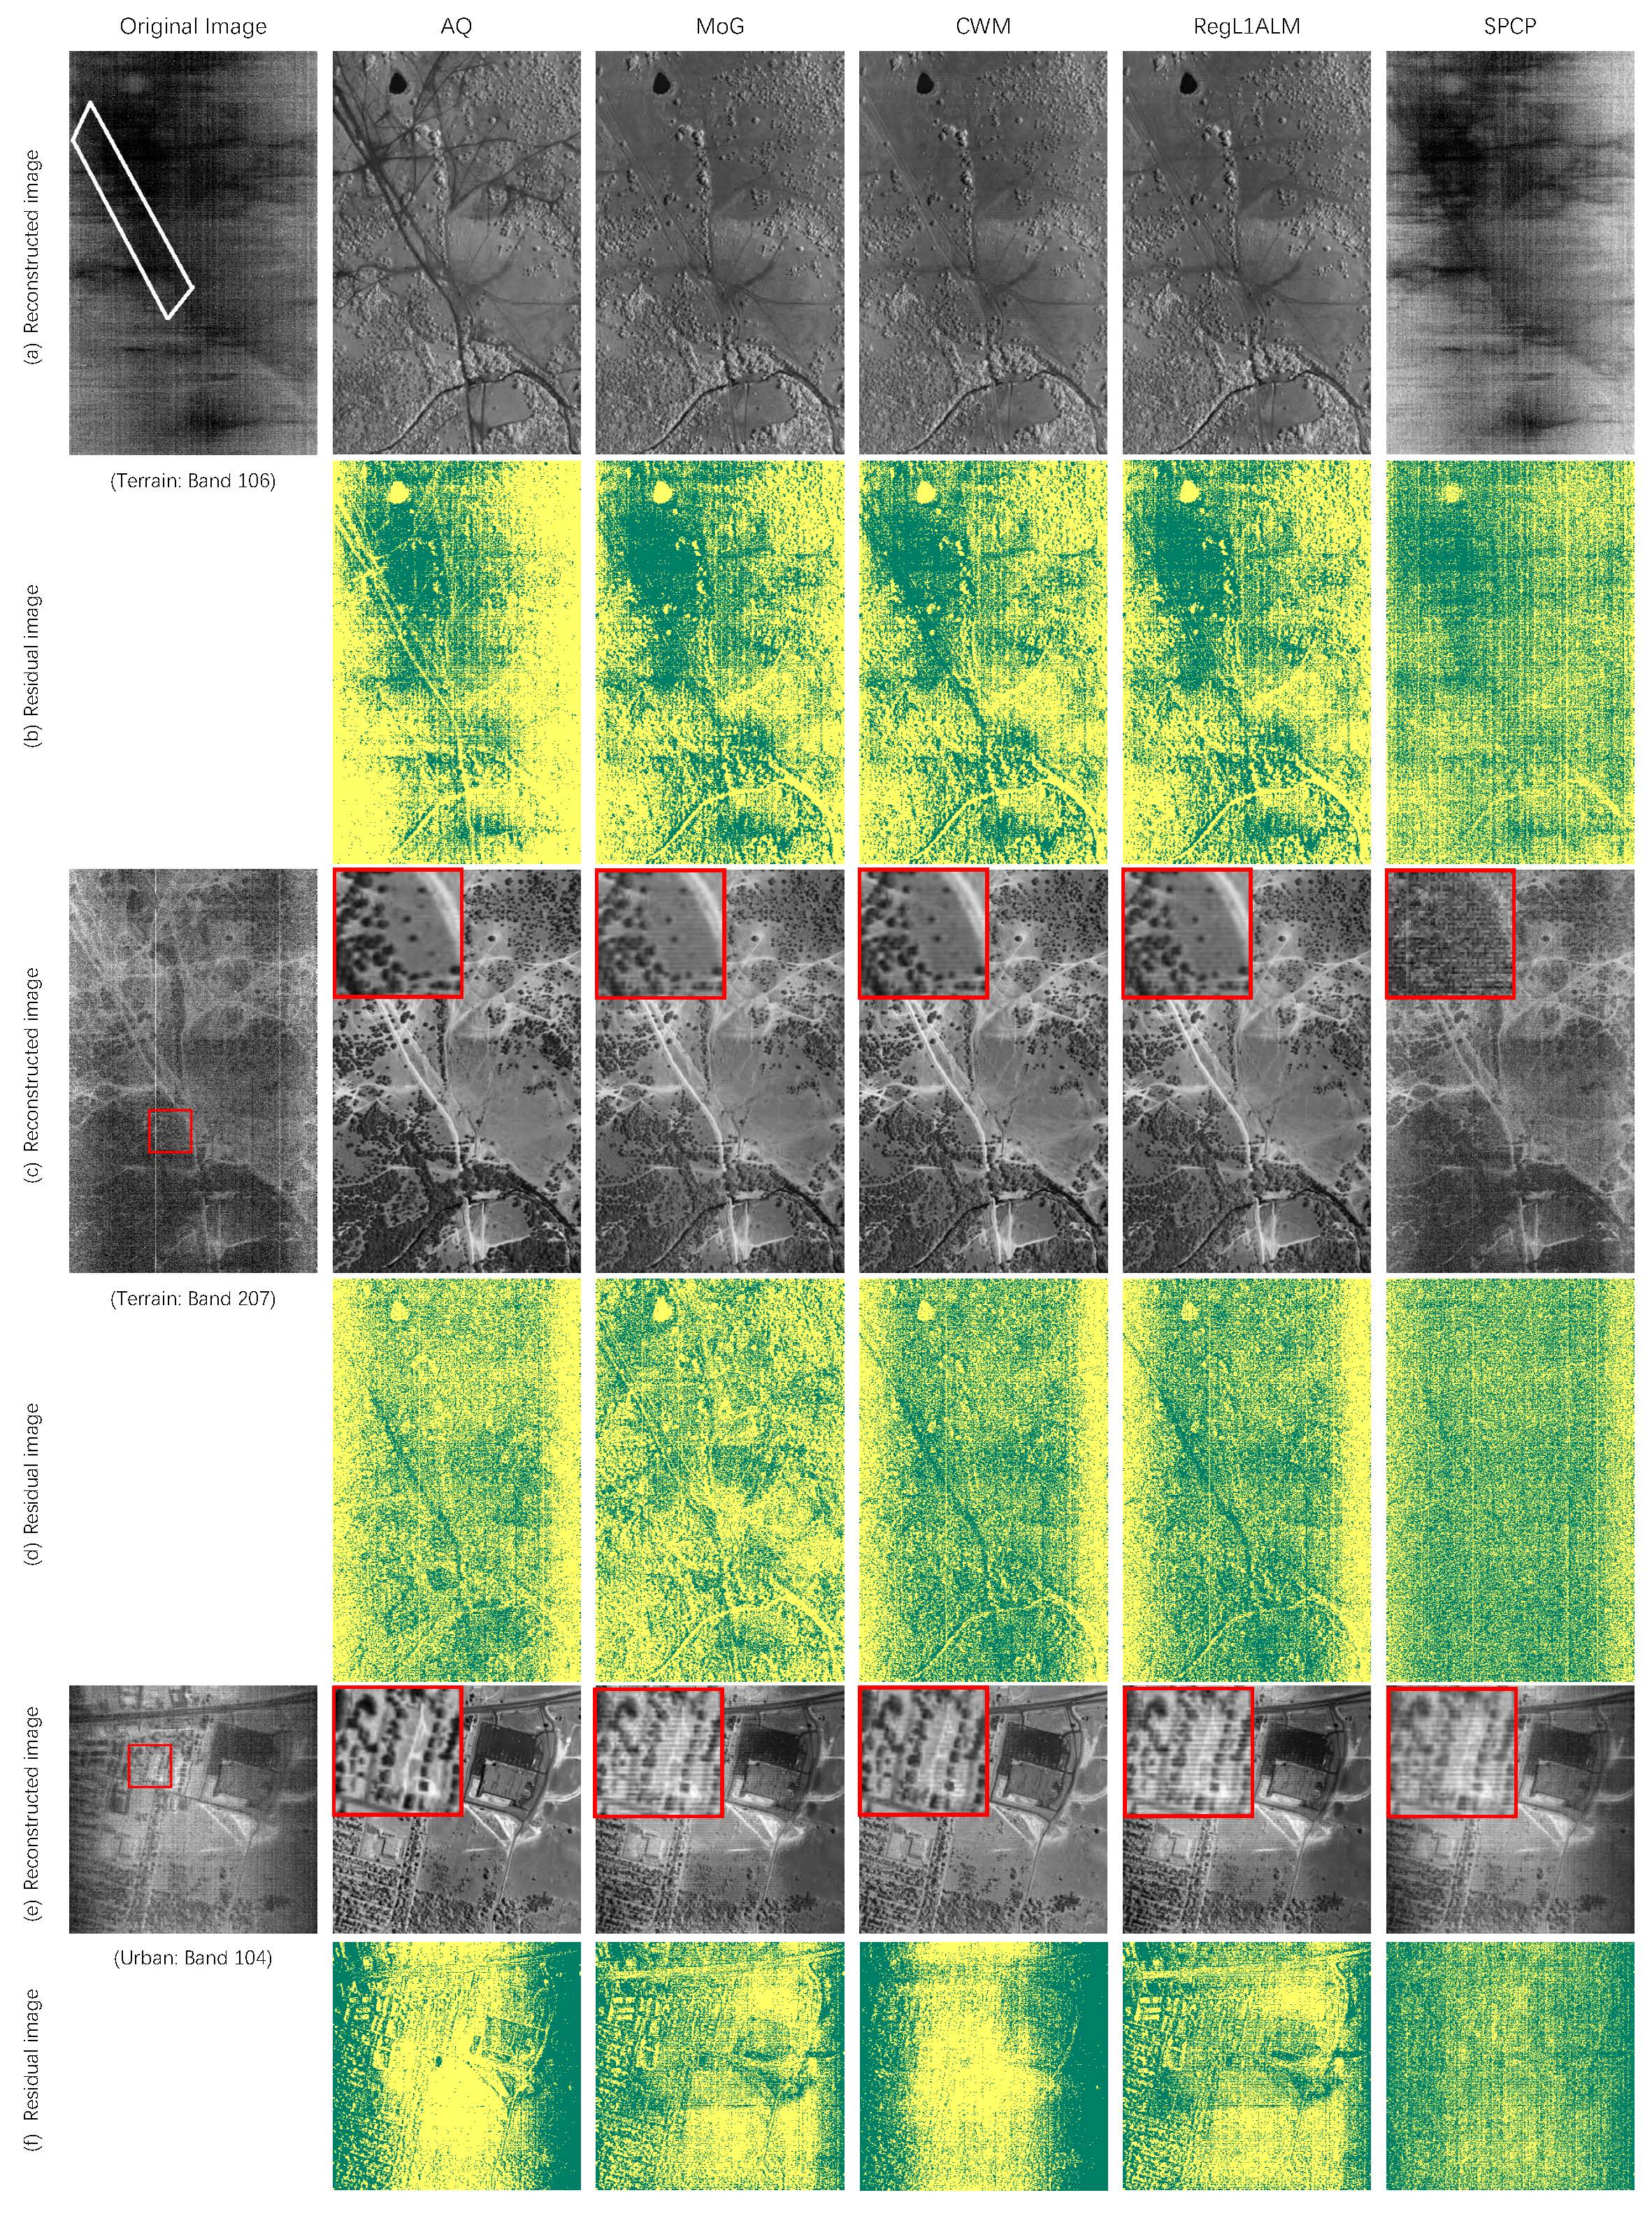 Original Image AQ MoG CWM RegL1ALM SPCP
(a) Reconstructed image
(Terrain: Band 106)
(b) Residual image
(c) Reconstructed image
(Terrain: Band 207)
(d) Residual image
(e) Reconstructed image
(Urban: Band 104)
(f) Residual image